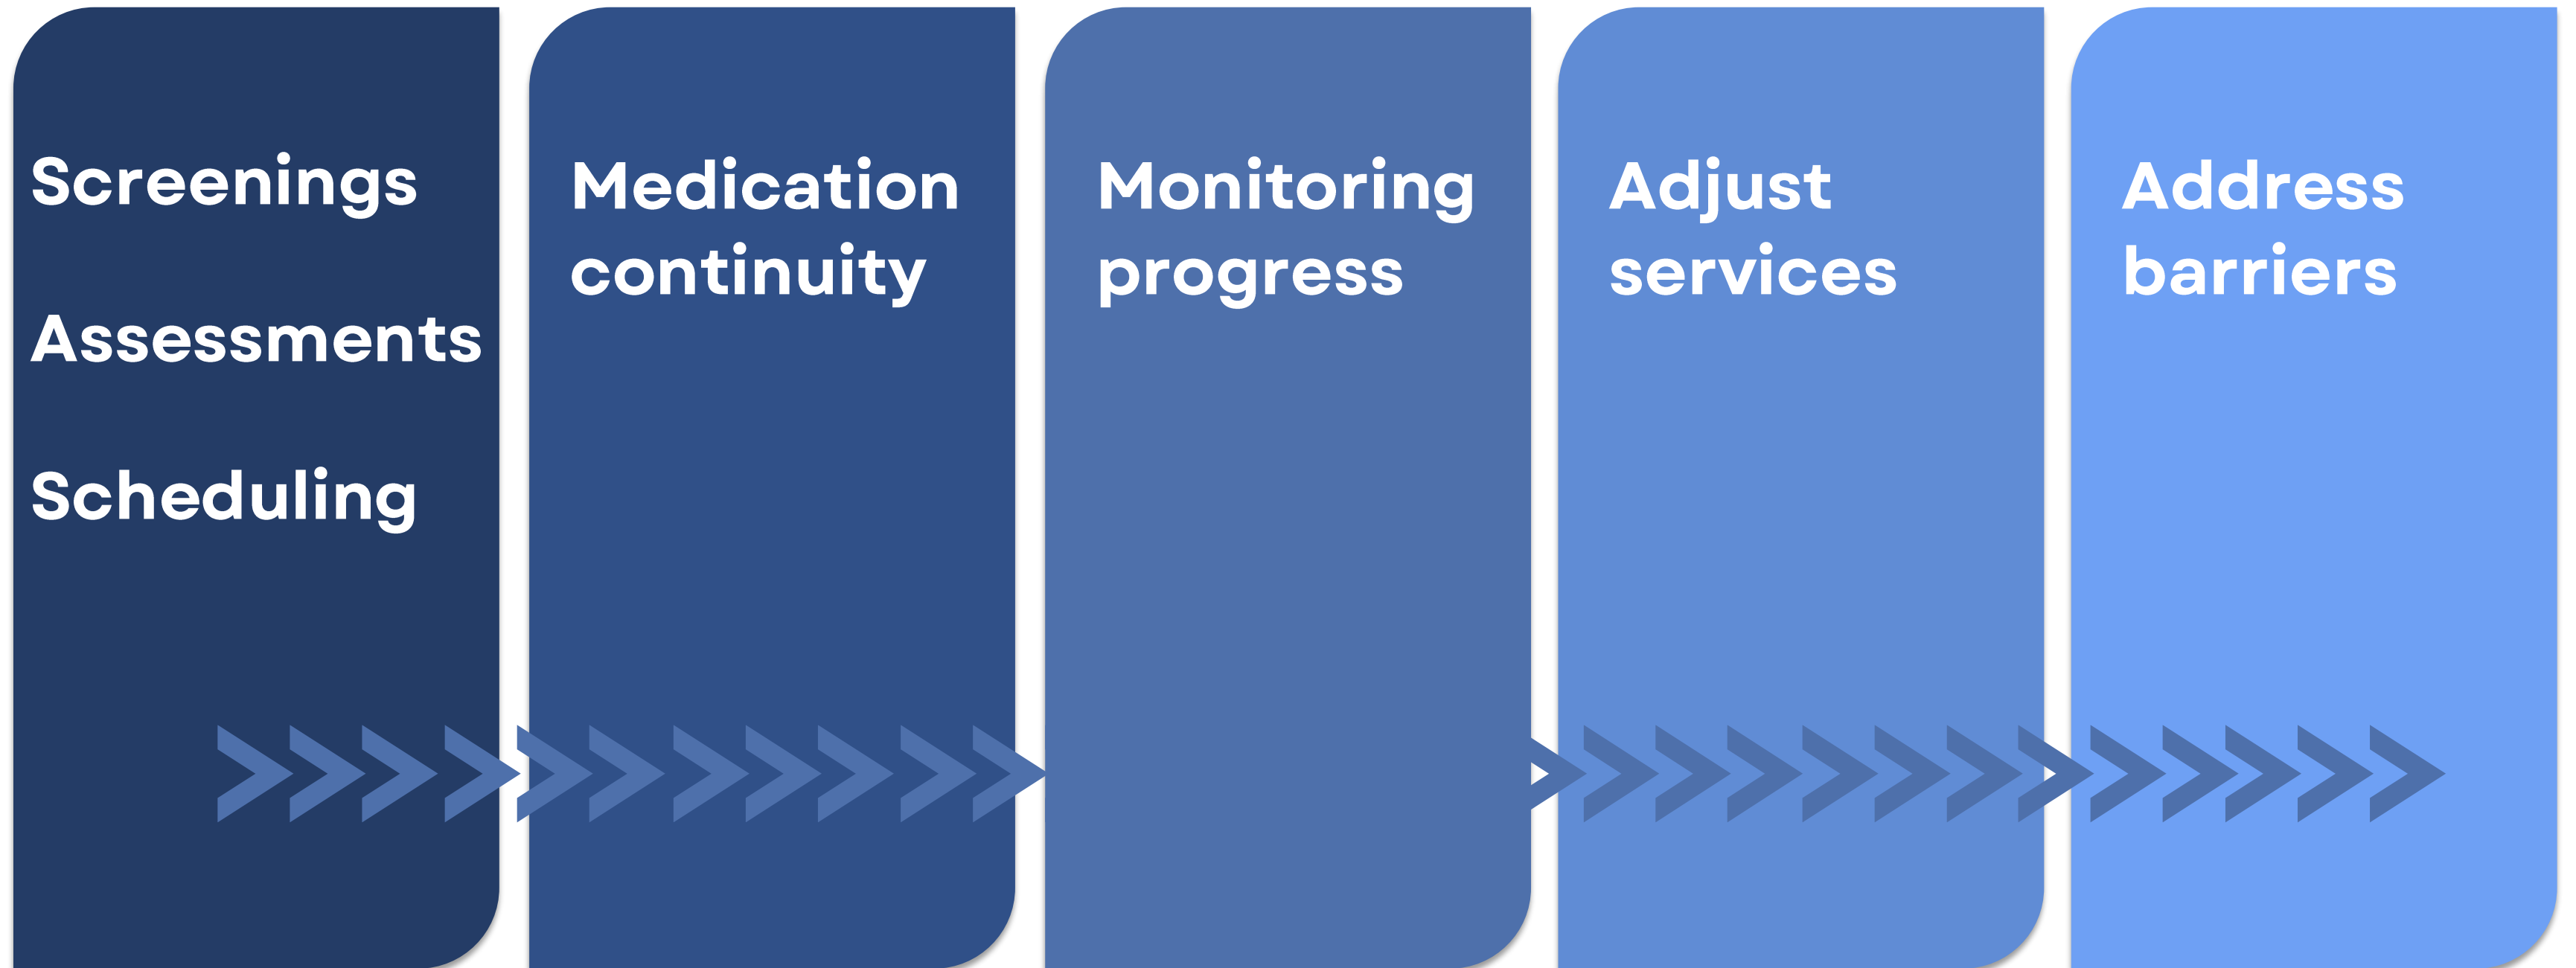 Screenings
Assessments
Scheduling
Medication
continuity
Monitoring
progress
Adjust
services
Address
barriers